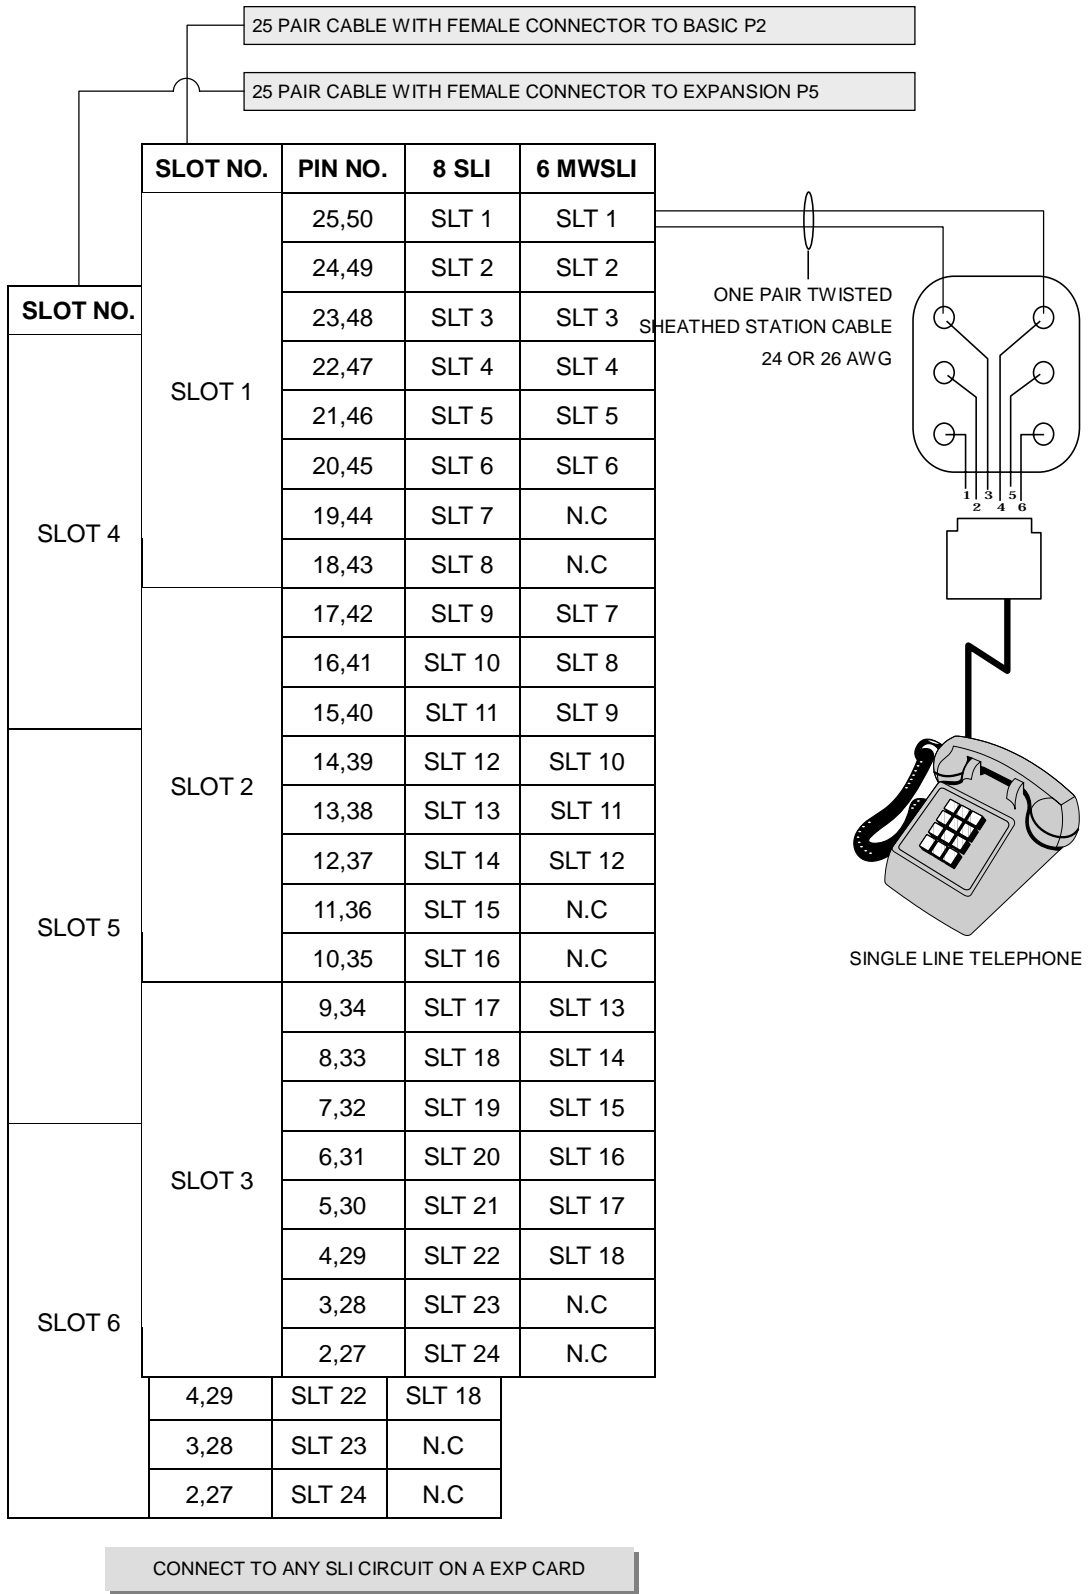 25 PAIR CABLE WITH FEMALE CONNECTOR TO BASIC P2
25 PAIR CABLE WITH FEMALE CONNECTOR TO EXPANSION P5
SLOT NO. PIN NO. 8 SLI 6 MWSLI
SLOT 1
25,50 SLT 1 SLT 1
24,49 SLT 2 SLT 2
23,48 SLT 3 SLT 3
22,47 SLT 4 SLT 4
21,46 SLT 5 SLT 5
20,45 SLT 6 SLT 6
19,44 SLT 7 N.C
18,43 SLT 8 N.C
SLOT 2
17,42 SLT 9 SLT 7
16,41 SLT 10 SLT 8
15,40 SLT 11 SLT 9
14,39 SLT 12 SLT 10
13,38 SLT 13 SLT 11
12,37 SLT 14 SLT 12
11,36 SLT 15 N.C
10,35 SLT 16 N.C
SLOT 3
9,34 SLT 17 SLT 13
8,33 SLT 18 SLT 14
7,32 SLT 19 SLT 15
6,31 SLT 20 SLT 16
5,30 SLT 21 SLT 17
4,29 SLT 22 SLT 18
3,28 SLT 23 N.C
2,27 SLT 24 N.C
SLOT NO.
SLOT 4
SLOT 5
SLOT 6
4,29 SLT 22 SLT 18
3,28 SLT 23 N.C
2,27 SLT 24 N.C
ONE PAIR TWISTED
SHEATHED STATION CABLE
24 OR 26 AWG
1 2 3 4 5 6
SINGLE LINE TELEPHONE
CONNECT TO ANY SLI CIRCUIT ON A EXP CARD